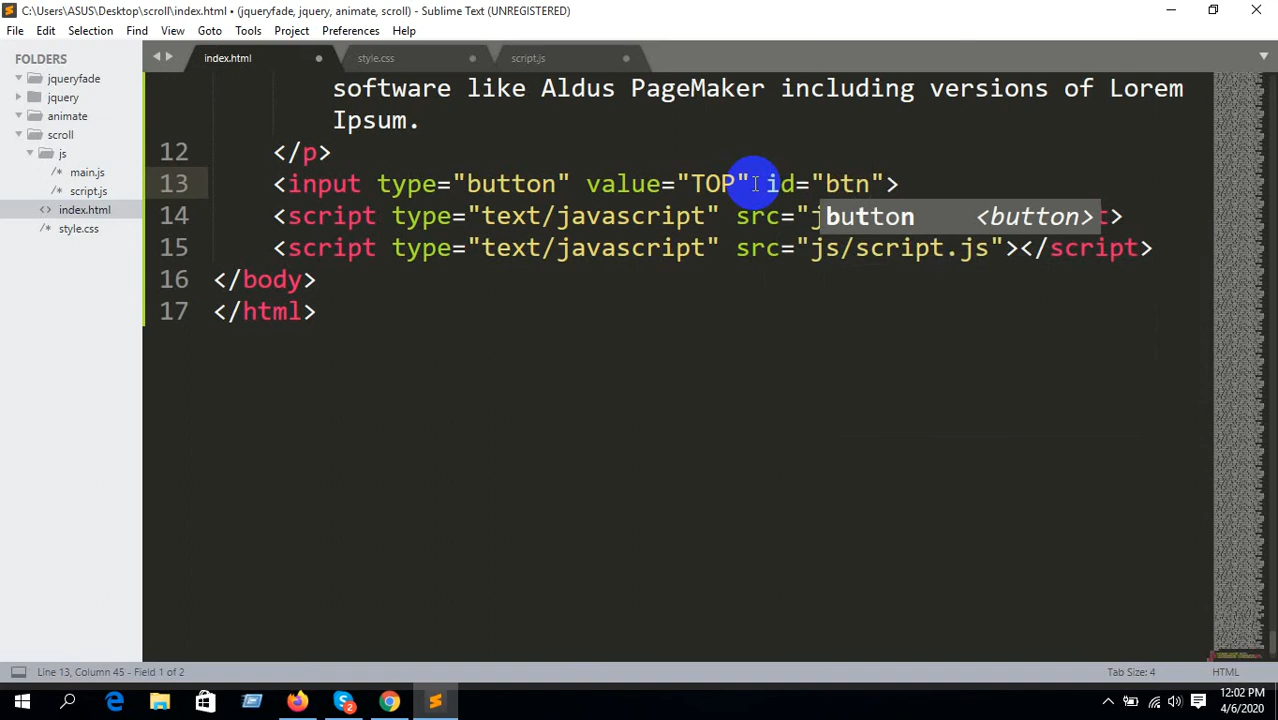 C:\Users\ASUS\Desktop\scroll\index.html • (jqueryfade, jquery, animate, scroll) - Sublime Text (UNREGISTERED)
File Edit Selection Find View Goto Tools Project Preferences Help
FOLDERS
jqueryfade
jquery
animate
scroll
js
/* main.js
/* script.js
<> index.html
/* style.css
index.html style.css script.js
software like Aldus PageMaker including versions of Lorem
Ipsum.
12 </p>
13 <input type="button" value="TOP" id="btn">
14 <script type="text/javascript" src="j t>
button <button>
15 <script type="text/javascript" src="js/script.js"></script>
16 </body>
17 </html>
Line 13, Column 45 - Field 1 of 2
Tab Size: 4 HTML
2
12:02 PM
4/6/2020